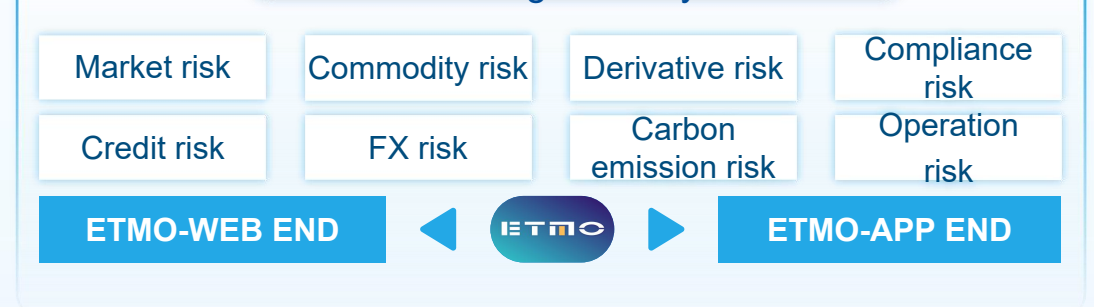 Market risk
Commodity risk
Derivative risk
Compliance
risk
Credit risk
FX risk
Carbon
emission risk
Operation
risk
ETMO-WEB END
ETMO
ETMO-APP END